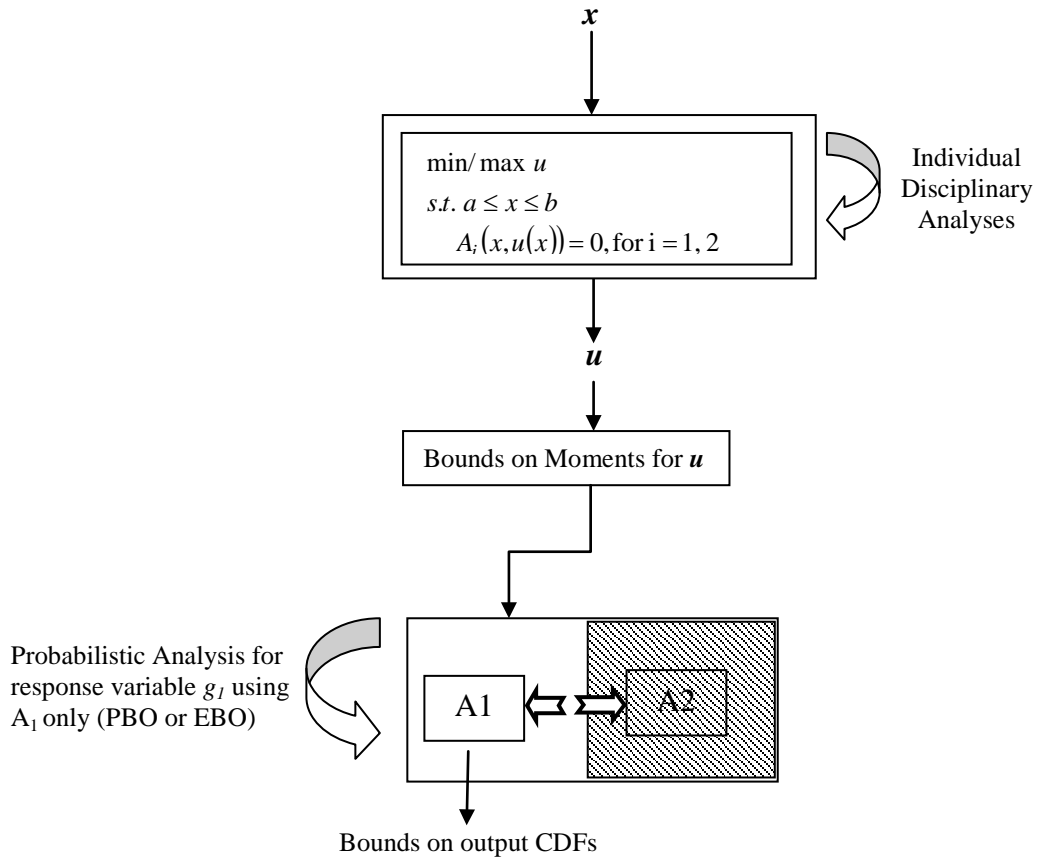 x
min/ max u
s.t. a ≤ x ≤ b
A_i(x,u(x)) = 0, for i = 1, 2
Individual
Disciplinary
Analyses
u
Bounds on Moments for u
Probabilistic Analysis for
response variable g_1 using
A_1 only (PBO or EBO)
A1
A2
Bounds on output CDFs